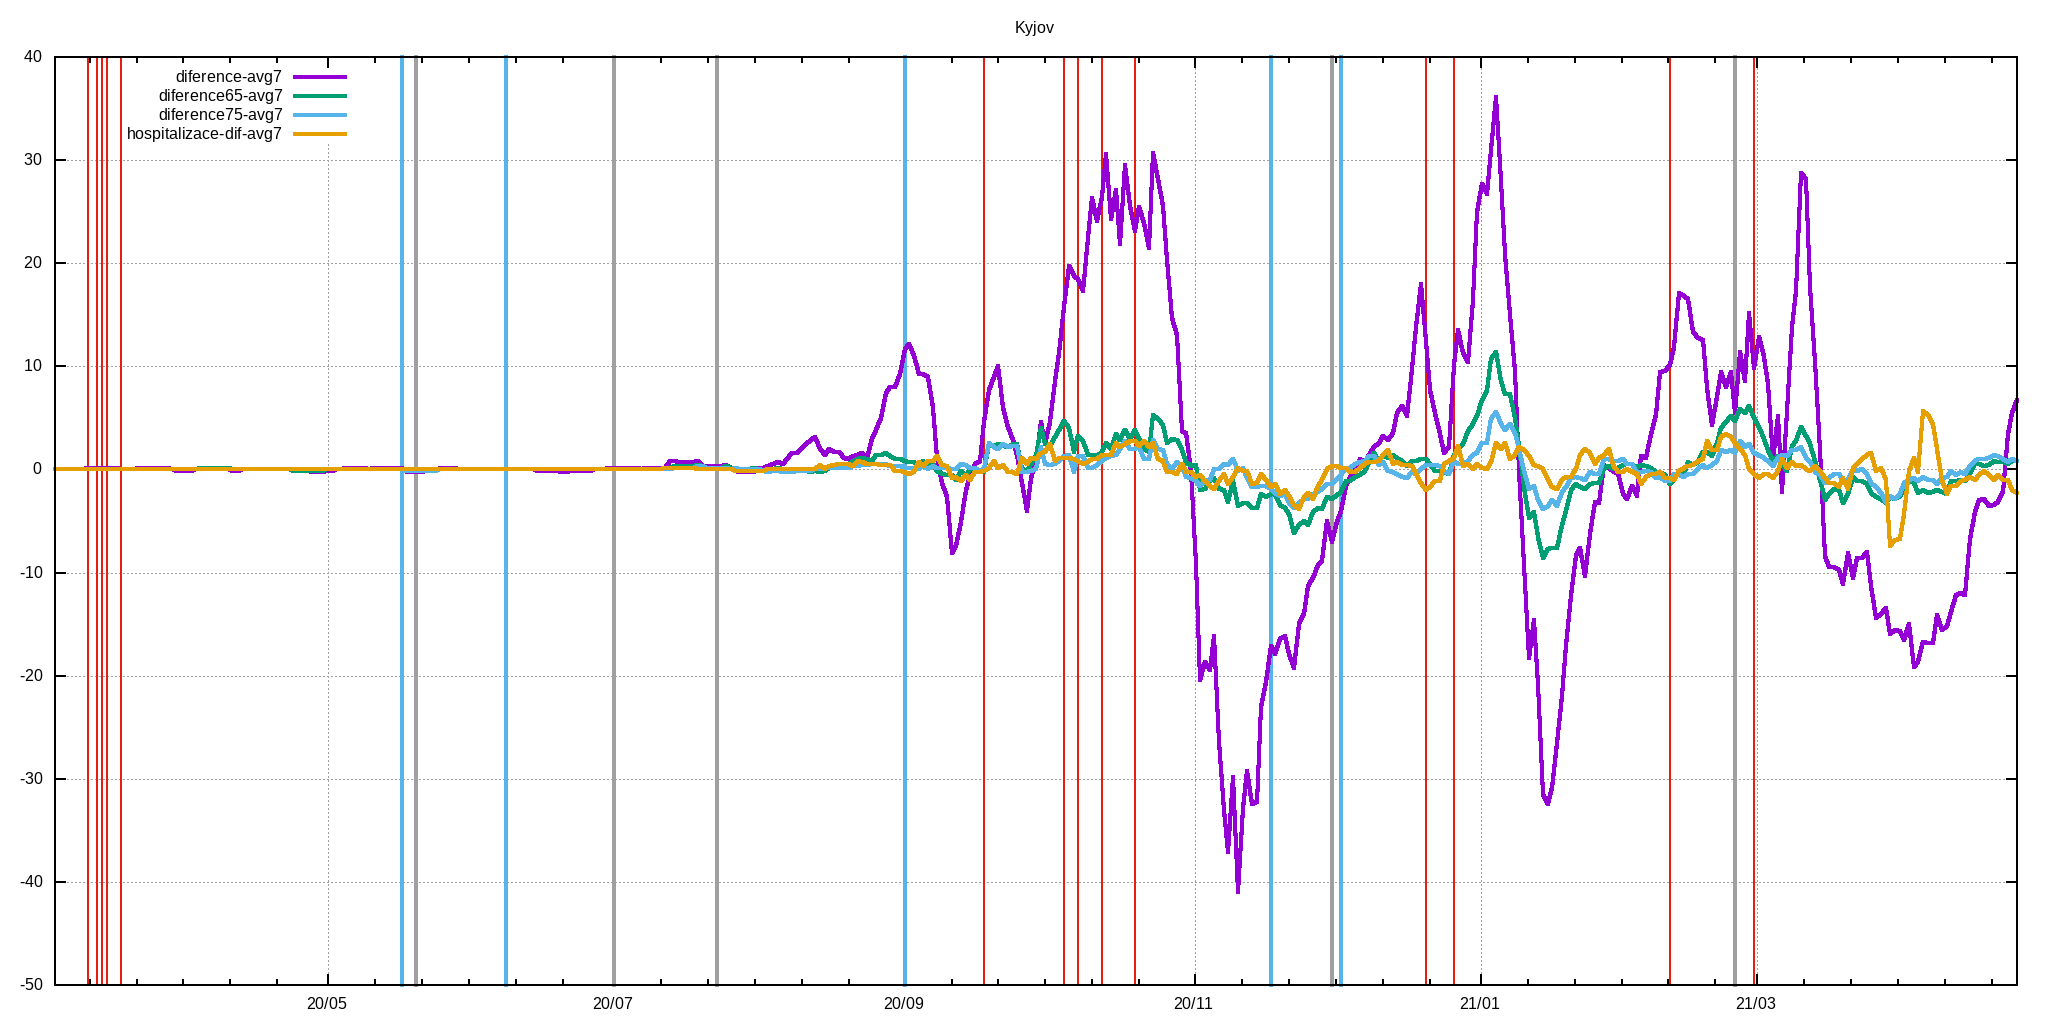 Kyjov
diference-avg7
diference65-avg7
diference75-avg7
hospitalizace-dif-avg7
40
30
20
10
0
-10
-20
-30
-40
-50
20/05 20/07 20/09 20/11 21/01 21/03